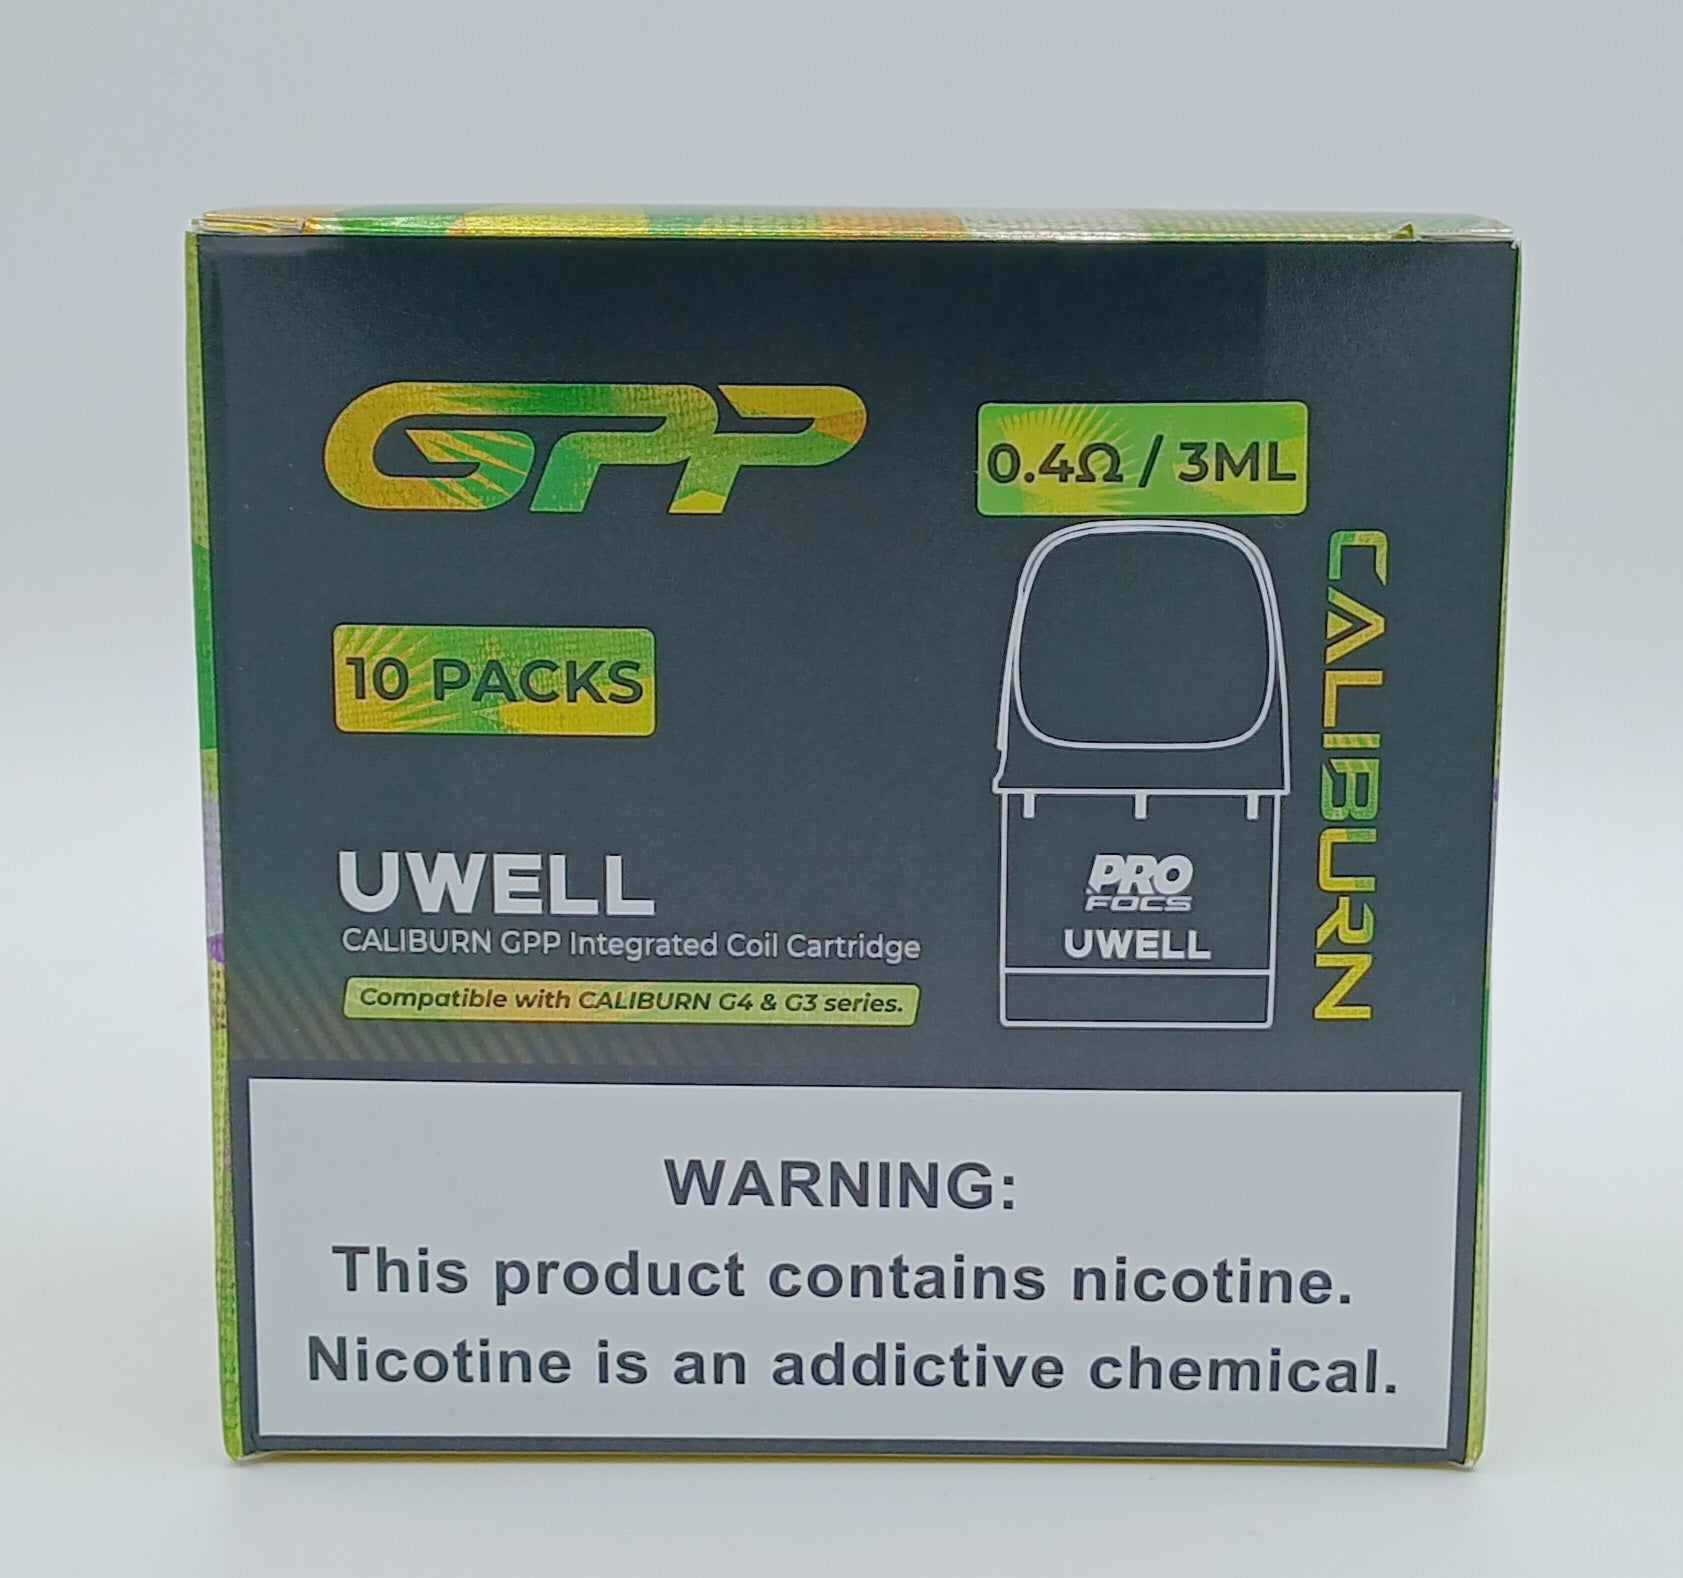 GPP
0.4Ω / 3ML
10 PACKS
CALIBURN
PRO
FOCS
UWELL
UWELL
CALIBURN GPP Integrated Coil Cartridge
Compatible with CALIBURN G4 & G3 series.
WARNING:
This product contains nicotine.
Nicotine is an addictive chemical.